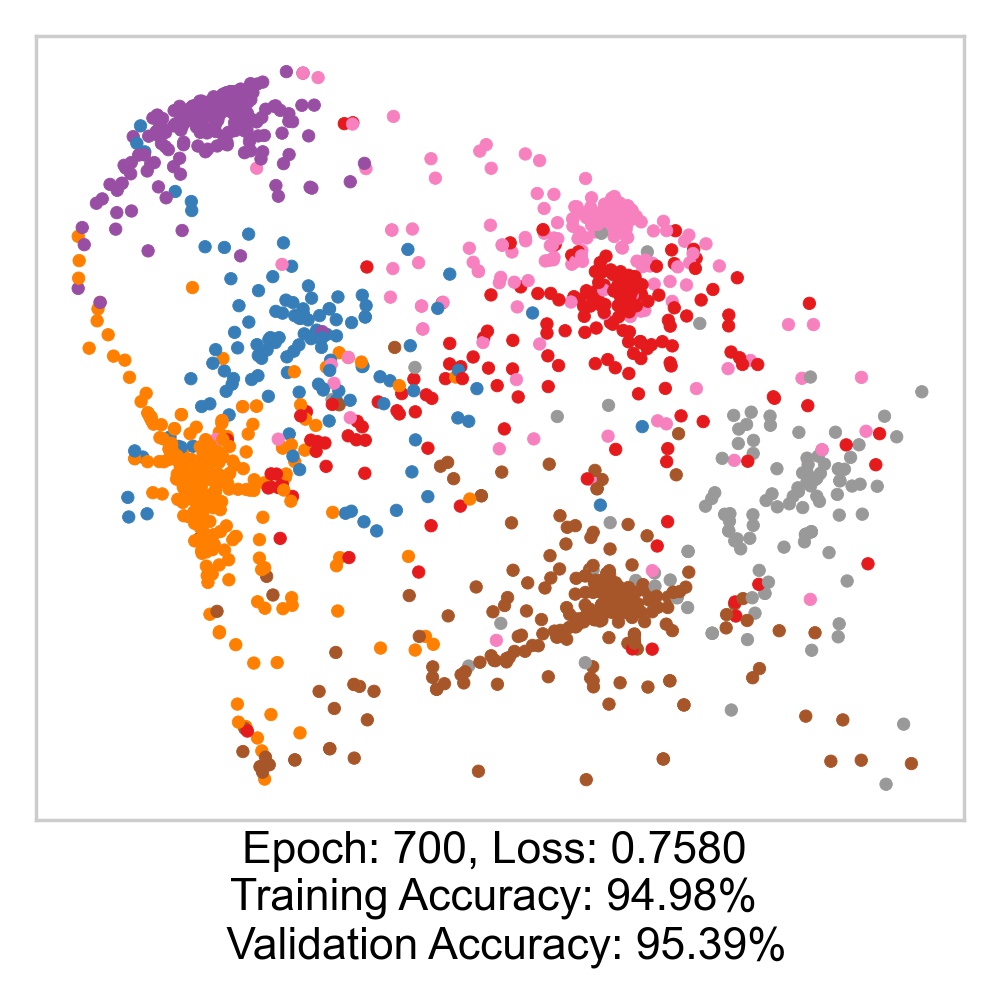 Epoch: 700, Loss: 0.7580
Training Accuracy: 94.98%
Validation Accuracy: 95.39%